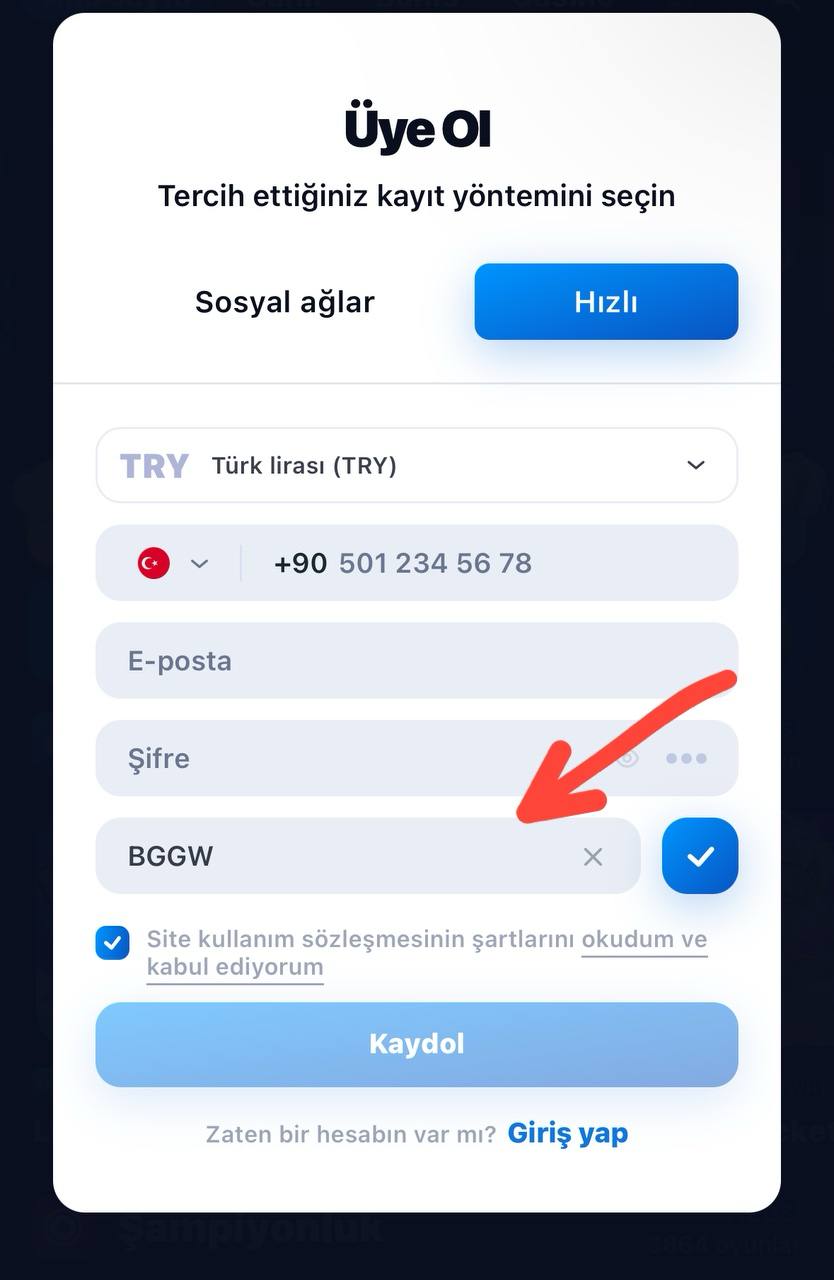 Üye Ol
Tercih ettiğiniz kayıt yöntemini seçin
Sosyal ağlar
Hızlı
TRY Türk lirası (TRY)
+90 501 234 56 78
E-posta
Şifre
BGGW
Site kullanım sözleşmesinin şartlarını okudum ve
kabul ediyorum
Kaydol
Zaten bir hesabın var mı? Giriş yap
Şampiyonluk